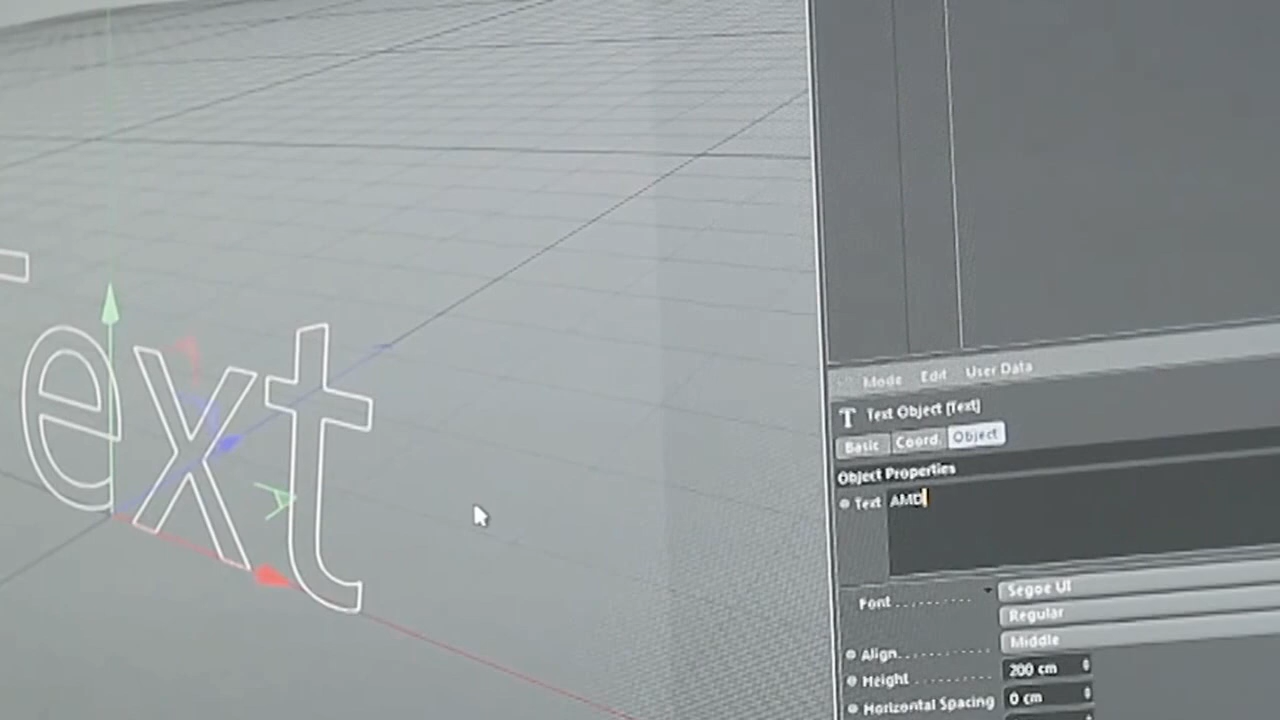 Text
Mode Edit User Data
Text Object [Text]
Basic Coord. Object
Object Properties
Text AMD
Font
Segoe UI
Regular
Align
Middle
Height
200 cm
Horizontal Spacing
0 cm